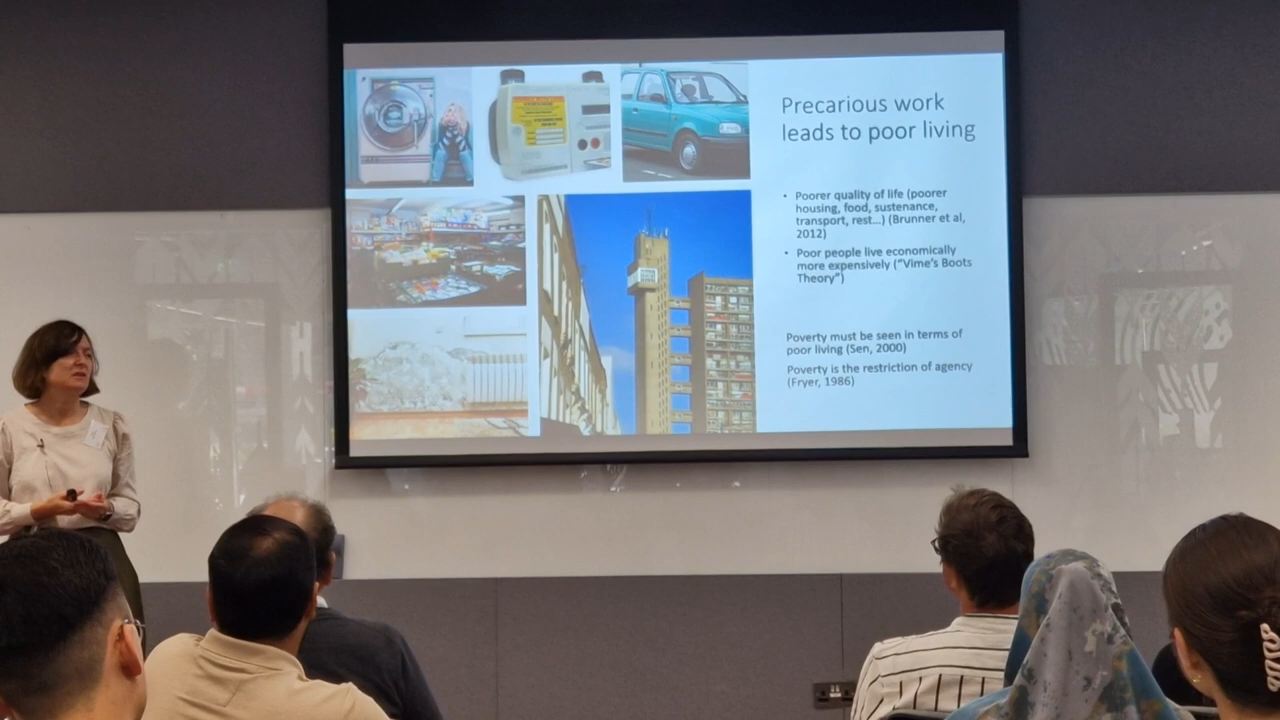 Precarious work
leads to poor living
• Poorer quality of life (poorer
housing, food, sustenance,
transport, rest...) (Brunner et al,
2012)
• Poor people live economically
more expensively ("Vime's Boots
Theory")
Poverty must be seen in terms of
poor living (Sen, 2000)
Poverty is the restriction of agency
(Fryer, 1986)